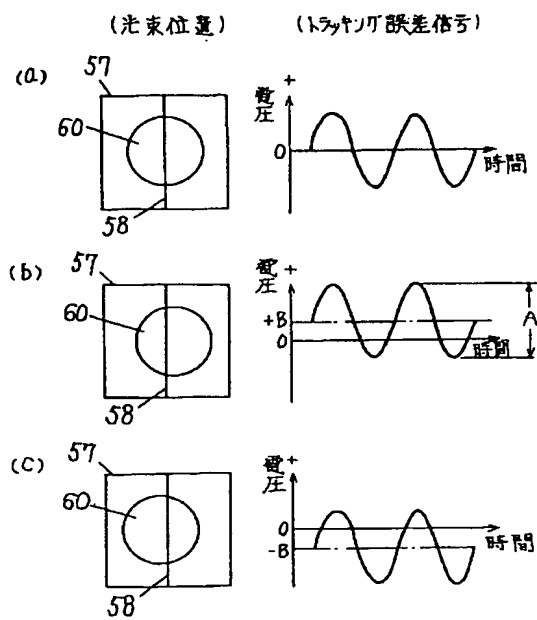 (光束位置) (トラッキング誤差信号)
(a) 57 60 58 電圧 + 0 時間
(b) 57 60 58 電圧 + +B 0 時間 A
(C) 57 60 58 電圧 + 0 -B 時間